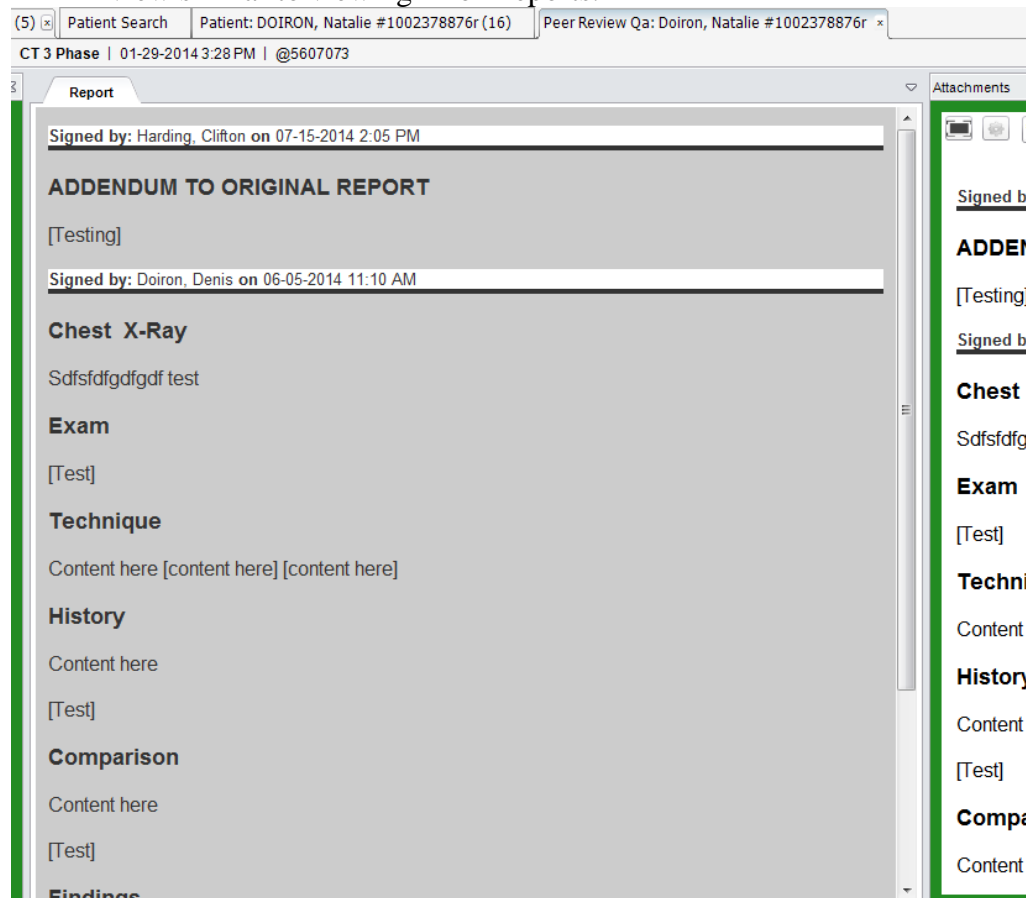 (5) Patient Search Patient: DOIRON, Natalie #1002378876r (16) Peer Review Qa: Doiron, Natalie #1002378876r
CT 3 Phase | 01-29-2014 3:28 PM | @5607073
Report
Signed by: Harding, Clifton on 07-15-2014 2:05 PM
ADDENDUM TO ORIGINAL REPORT
[Testing]
Signed by: Doiron, Denis on 06-05-2014 11:10 AM
Chest X-Ray
Sdfsfdfgdfgdf test
Exam
[Test]
Technique
Content here [content here] [content here]
History
Content here
[Test]
Comparison
Content here
[Test]
Findings
Attachments
Signed b
ADDEN
[Testing]
Signed b
Chest
Sdfsfdfg
Exam
[Test]
Techni
Content
History
Content
[Test]
Compa
Content